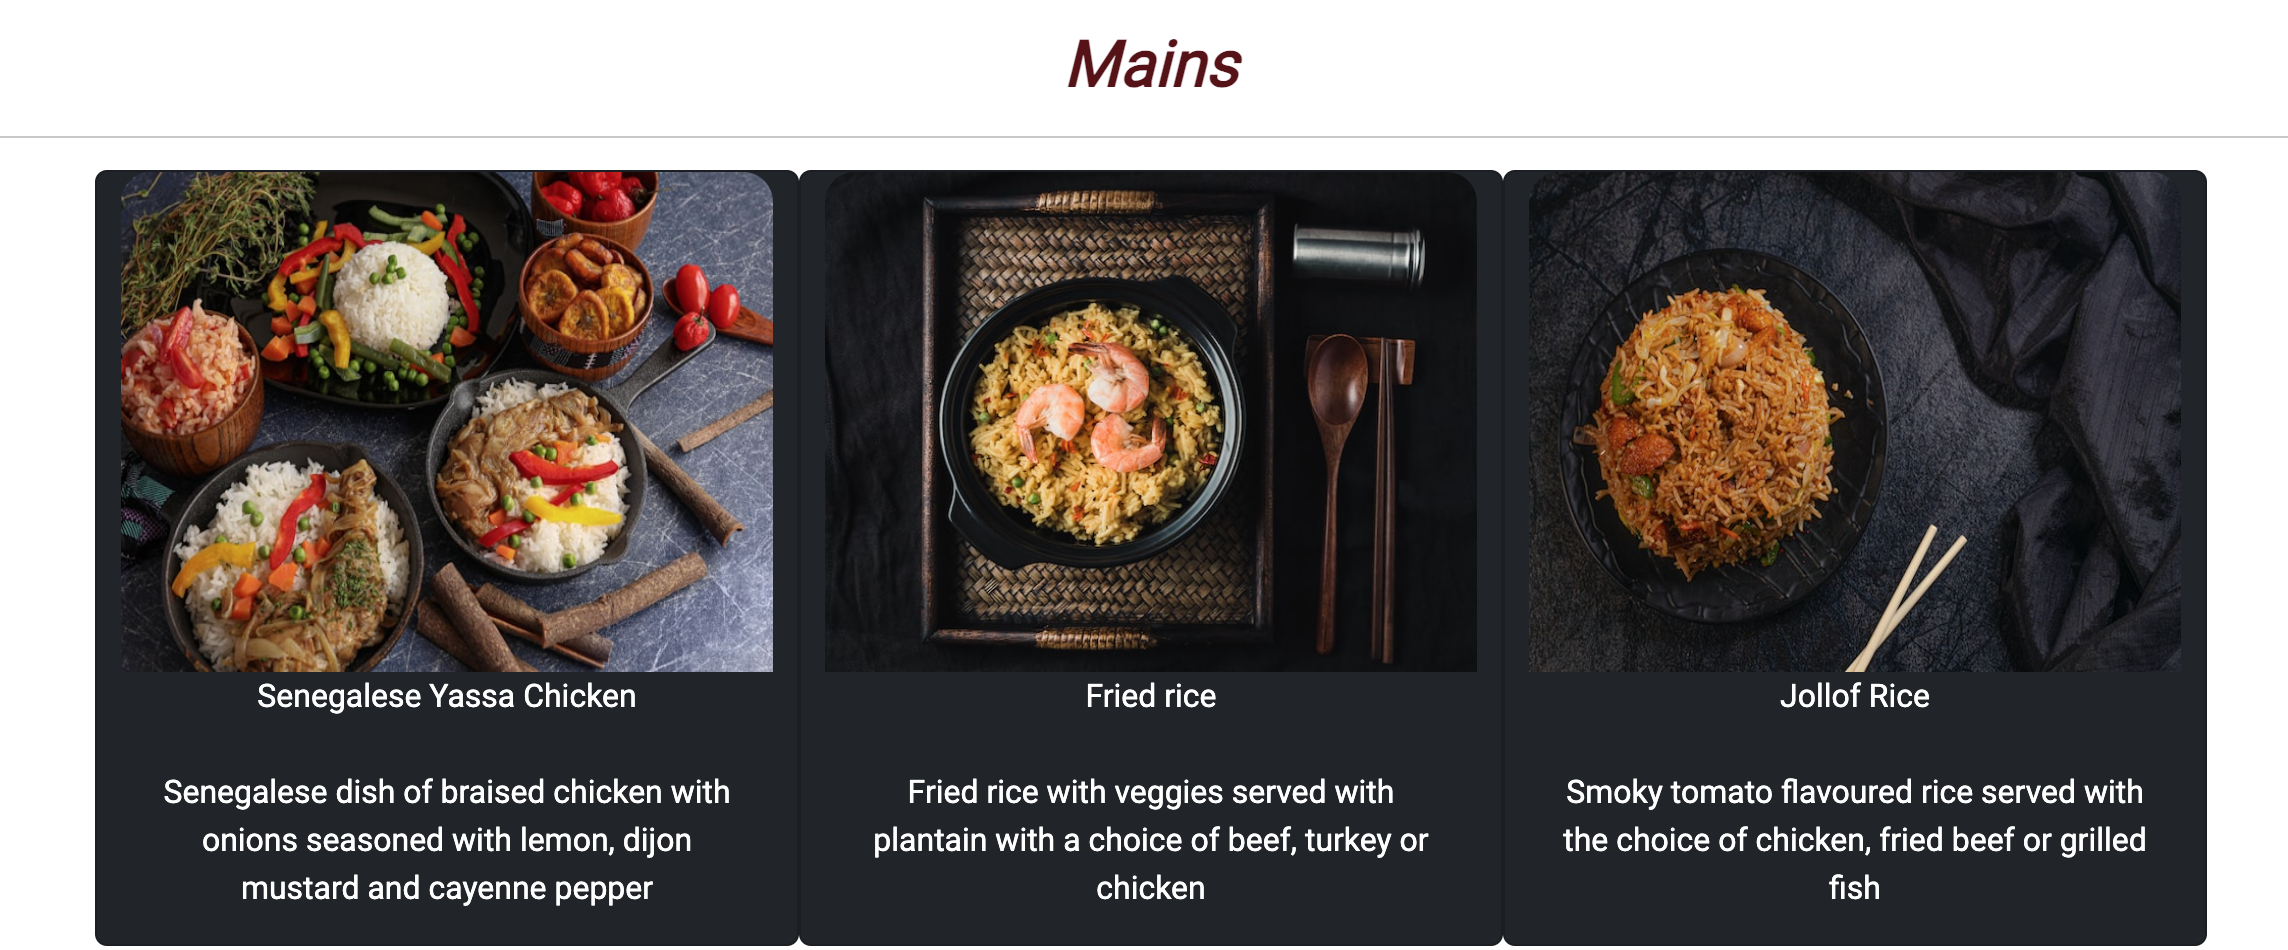 Mains
Senegalese Yassa Chicken
Senegalese dish of braised chicken with
onions seasoned with lemon, dijon
mustard and cayenne pepper
Fried rice
Fried rice with veggies served with
plantain with a choice of beef, turkey or
chicken
Jollof Rice
Smoky tomato flavoured rice served with
the choice of chicken, fried beef or grilled
fish